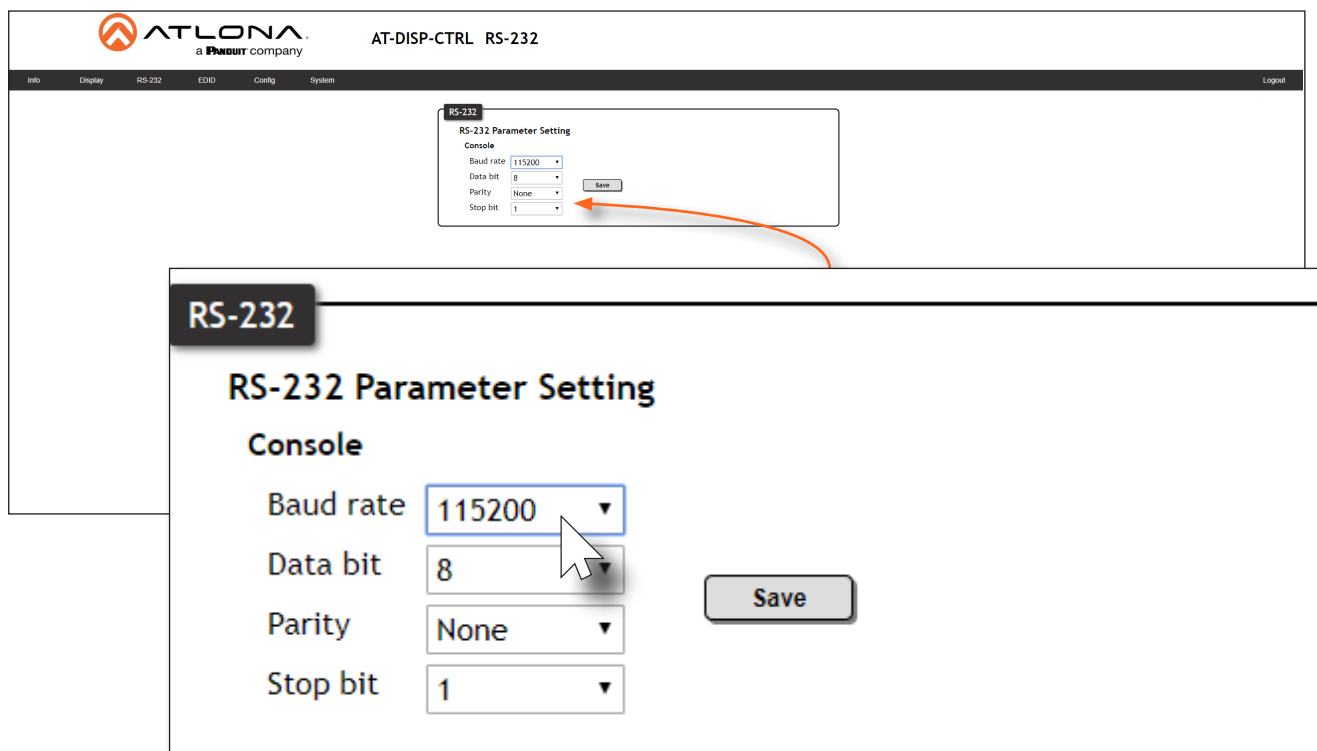 ATLONA.
a PANDUIT company
AT-DISP-CTRL RS-232
Info Display RS-232 EDID Config System Logout
RS-232
RS-232 Parameter Setting
Console
Baud rate 115200
Data bit 8
Save
Parity None
Stop bit 1
RS-232
RS-232 Parameter Setting
Console
Baud rate 115200
Data bit 8
Save
Parity None
Stop bit 1